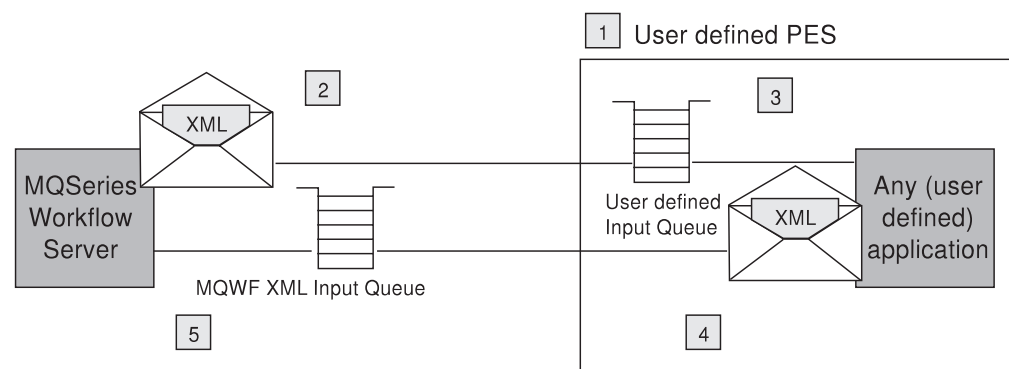 1 User defined PES
2
3
XML
MQSeries
Workflow
Server
User defined
Input Queue
XML
Any (user
defined)
application
MQWF XML Input Queue
5
4